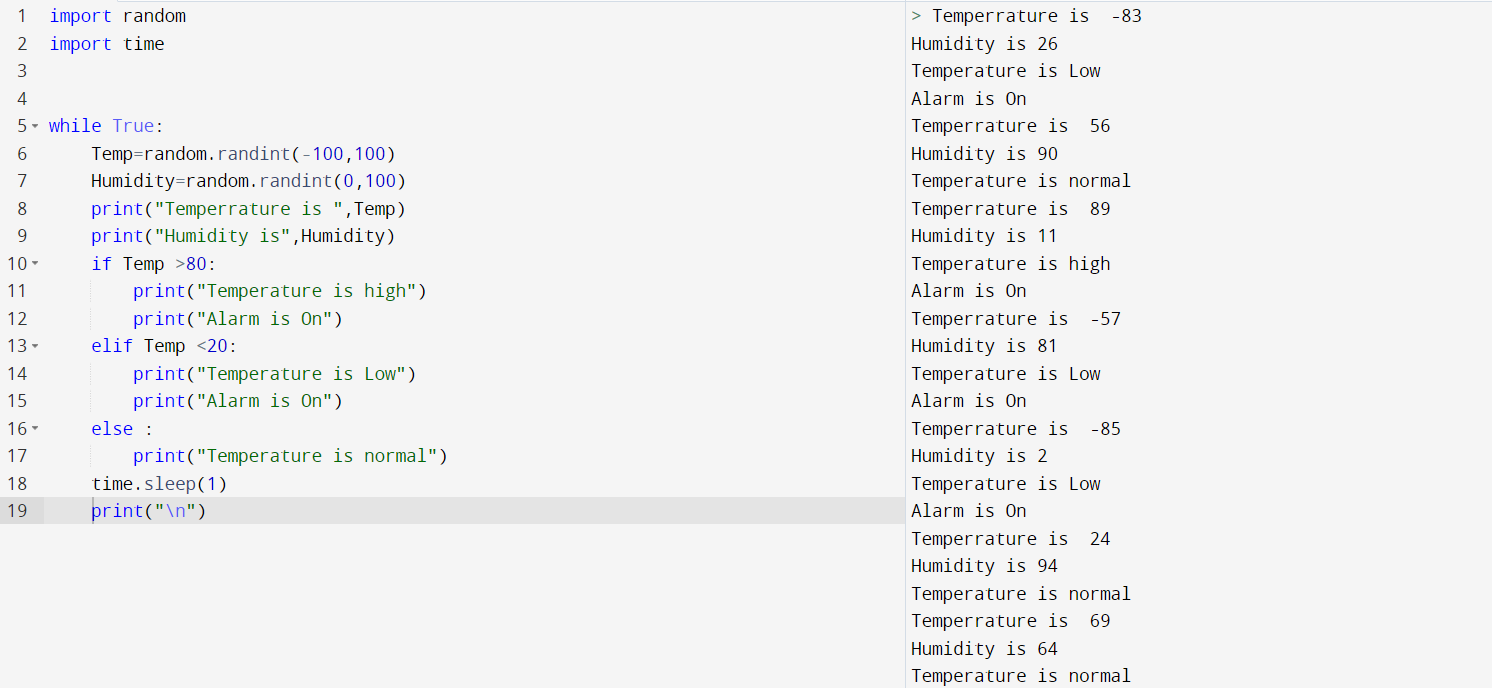 1 import random
2 import time
3
4
5 while True:
6 Temp=random.randint(-100,100)
7 Humidity=random.randint(0,100)
8 print("Temperrature is ",Temp)
9 print("Humidity is",Humidity)
10 if Temp >80:
11 print("Temperature is high")
12 print("Alarm is On")
13 elif Temp <20:
14 print("Temperature is Low")
15 print("Alarm is On")
16 else :
17 print("Temperature is normal")
18 time.sleep(1)
19 print("\n")
> Temperrature is  -83
Humidity is 26
Temperature is Low
Alarm is On
Temperrature is  56
Humidity is 90
Temperature is normal
Temperrature is  89
Humidity is 11
Temperature is high
Alarm is On
Temperrature is  -57
Humidity is 81
Temperature is Low
Alarm is On
Temperrature is  -85
Humidity is 2
Temperature is Low
Alarm is On
Temperrature is  24
Humidity is 94
Temperature is normal
Temperrature is  69
Humidity is 64
Temperature is normal